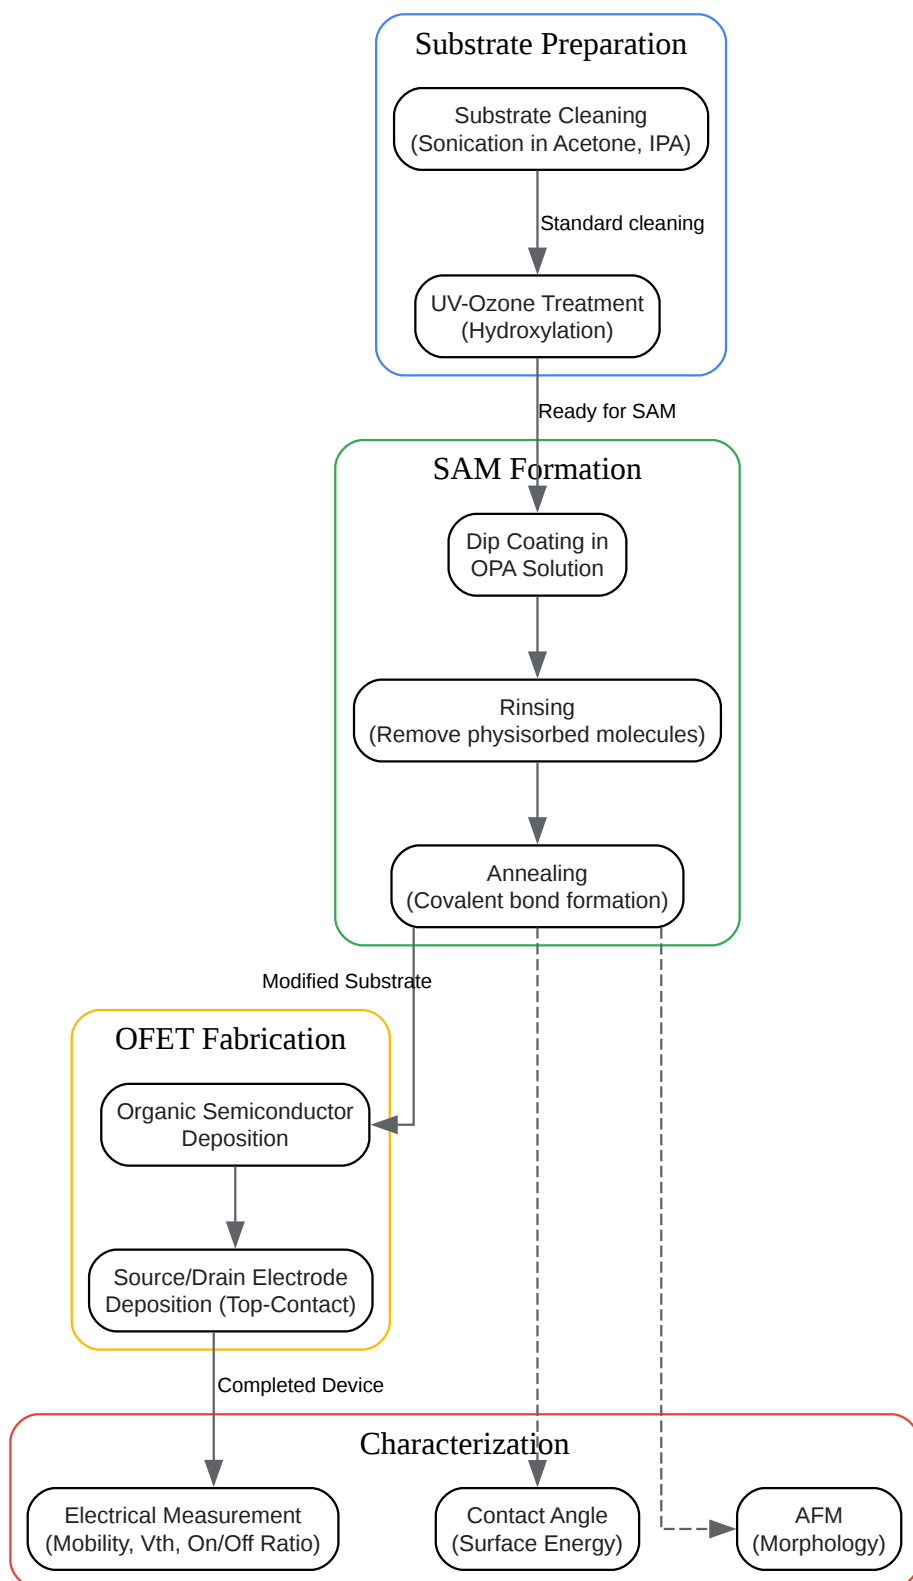 Substrate Preparation
Substrate Cleaning
(Sonication in Acetone, IPA)
Standard cleaning
UV-Ozone Treatment
(Hydroxylation)
Ready for SAM
SAM Formation
Dip Coating in
OPA Solution
Rinsing
(Remove physisorbed molecules)
Annealing
(Covalent bond formation)
Modified Substrate
OFET Fabrication
Organic Semiconductor
Deposition
Source/Drain Electrode
Deposition (Top-Contact)
Completed Device
Characterization
Electrical Measurement
(Mobility, Vth, On/Off Ratio)
Contact Angle
(Surface Energy)
AFM
(Morphology)